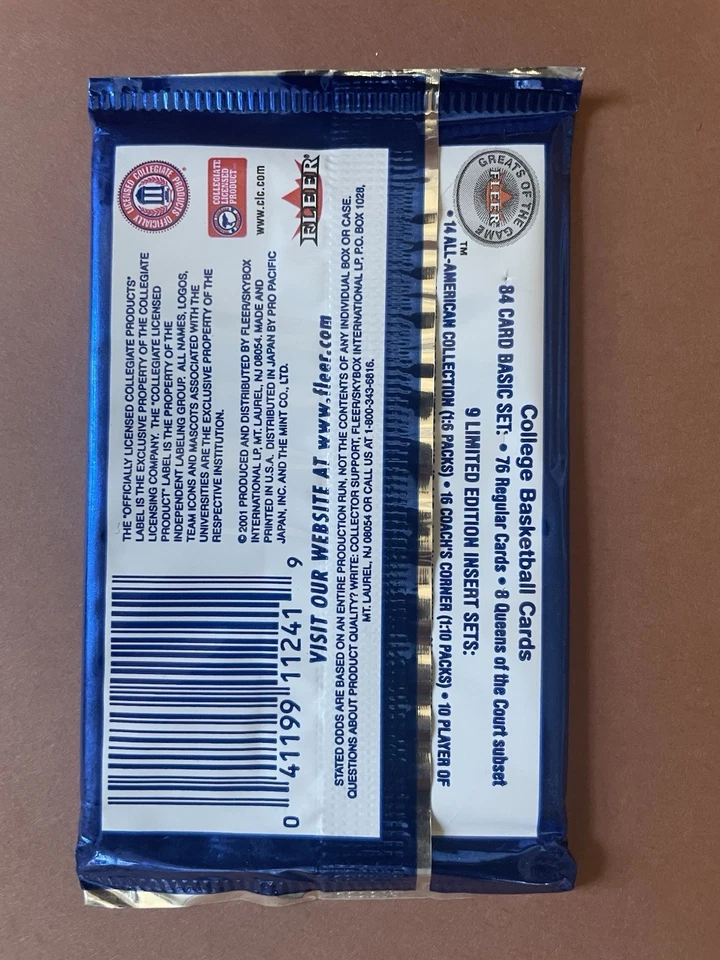 GREATS OF THE GAME
FLEER
TM
College Basketball Cards
84 CARD BASIC SET: • 76 Regular Cards • 8 Queens of the Court subset
9 LIMITED EDITION INSERT SETS:
• 14 ALL-AMERICAN COLLECTION (1:6 PACKS) • 16 COACH'S CORNER (1:10 PACKS) • 10 PLAYER OF
STATED ODDS ARE BASED ON AN ENTIRE PRODUCTION RUN, NOT THE CONTENTS OF ANY INDIVIDUAL BOX OR CASE.
QUESTIONS ABOUT PRODUCT QUALITY? WRITE: COLLECTOR SUPPORT, FLEER/SKYBOX INTERNATIONAL LP, P.O. BOX 1028,
MT. LAUREL, NJ 08054 OR CALL US AT 1-800-343-6816.
VISIT OUR WEBSITE AT www.fleer.com
FLEER®
www.clc.com
COLLEGIATE
LICENSED
PRODUCT
OFFICIALLY LICENSED COLLEGIATE PRODUCTS
®
© 2001 PRODUCED AND DISTRIBUTED BY FLEER/SKYBOX
INTERNATIONAL LP, MT. LAUREL, NJ 08054. MADE AND
PRINTED IN U.S.A. DISTRIBUTED IN JAPAN BY PRO PACIFIC
JAPAN, INC. AND THE MINT CO., LTD.
THE "OFFICIALLY LICENSED COLLEGIATE PRODUCTS"
LABEL IS THE EXCLUSIVE PROPERTY OF THE COLLEGIATE
LICENSING COMPANY. THE "COLLEGIATE LICENSED
PRODUCT" LABEL IS THE PROPERTY OF THE
INDEPENDENT LABELING GROUP. ALL NAMES, LOGOS,
TEAM ICONS AND MASCOTS ASSOCIATED WITH THE
UNIVERSITIES ARE THE EXCLUSIVE PROPERTY OF THE
RESPECTIVE INSTITUTION.
0 41199 11241 9